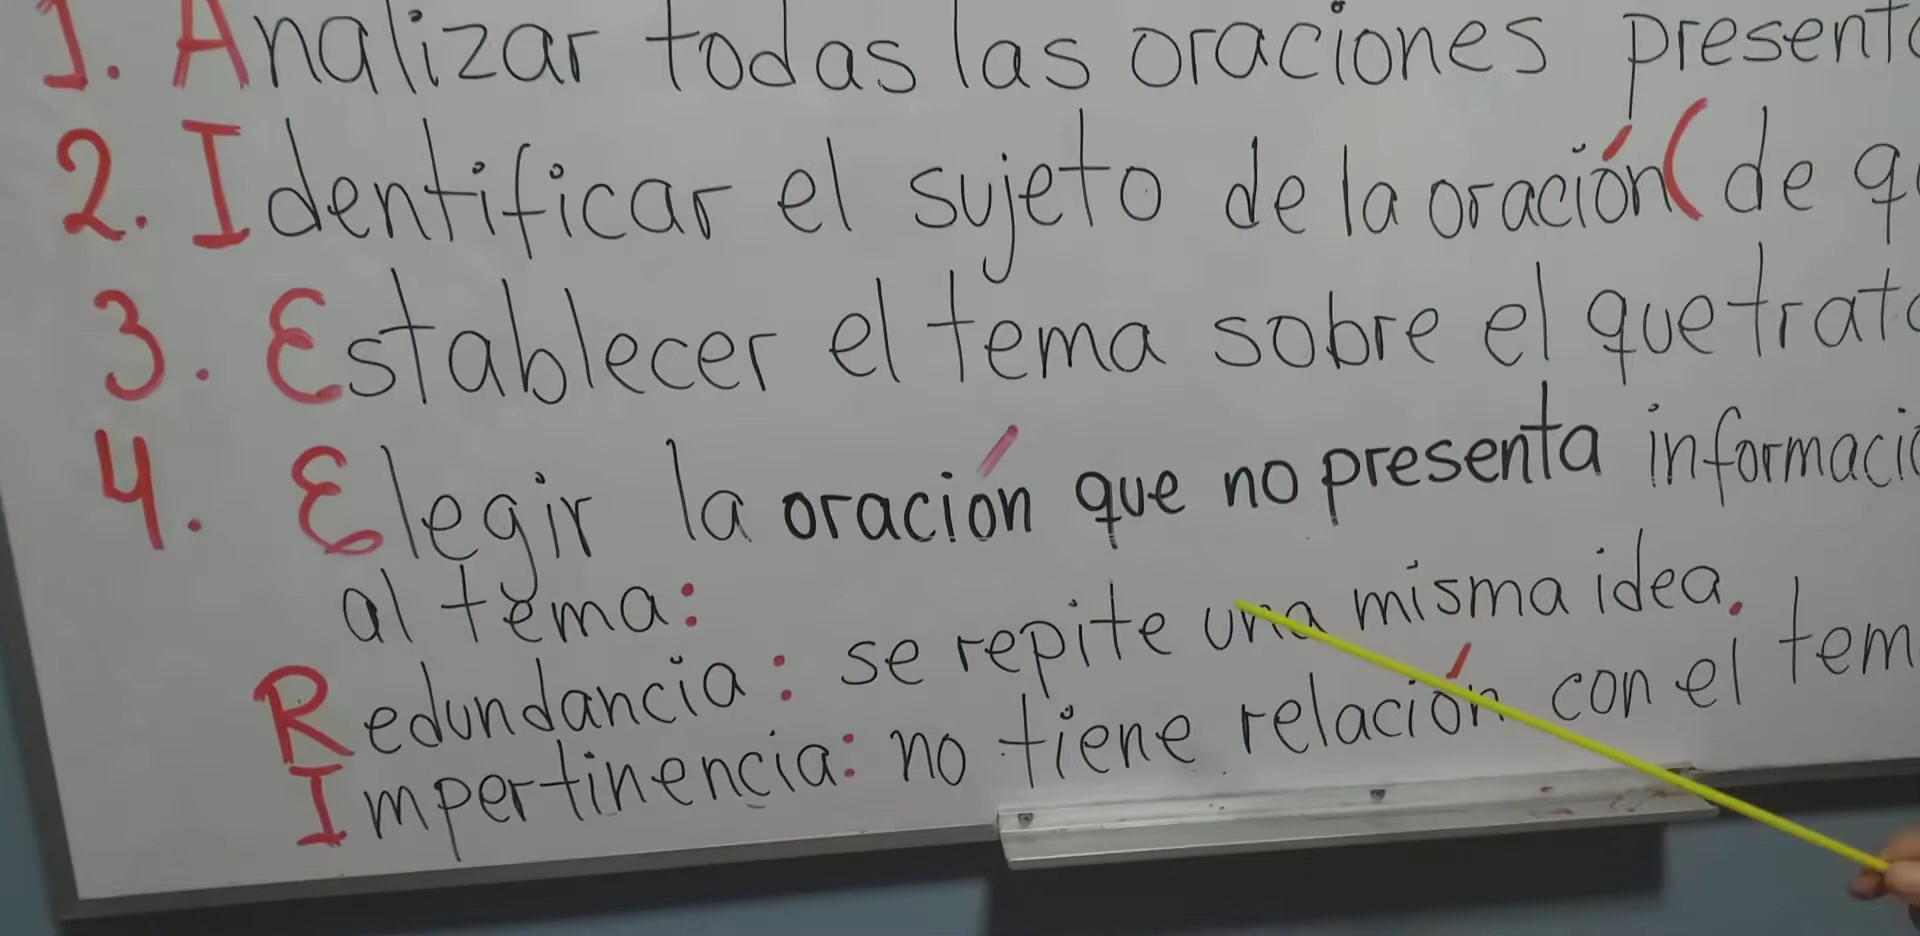 1. Analizar todas las oraciones
2. Identificar el sujeto de la oración (de
3. Establecer el tema sobre el que
4. Elegir la oración que no presenta
al tema:
Redundancia: se repite una misma idea.
Impertinencia: no tiene relación con el